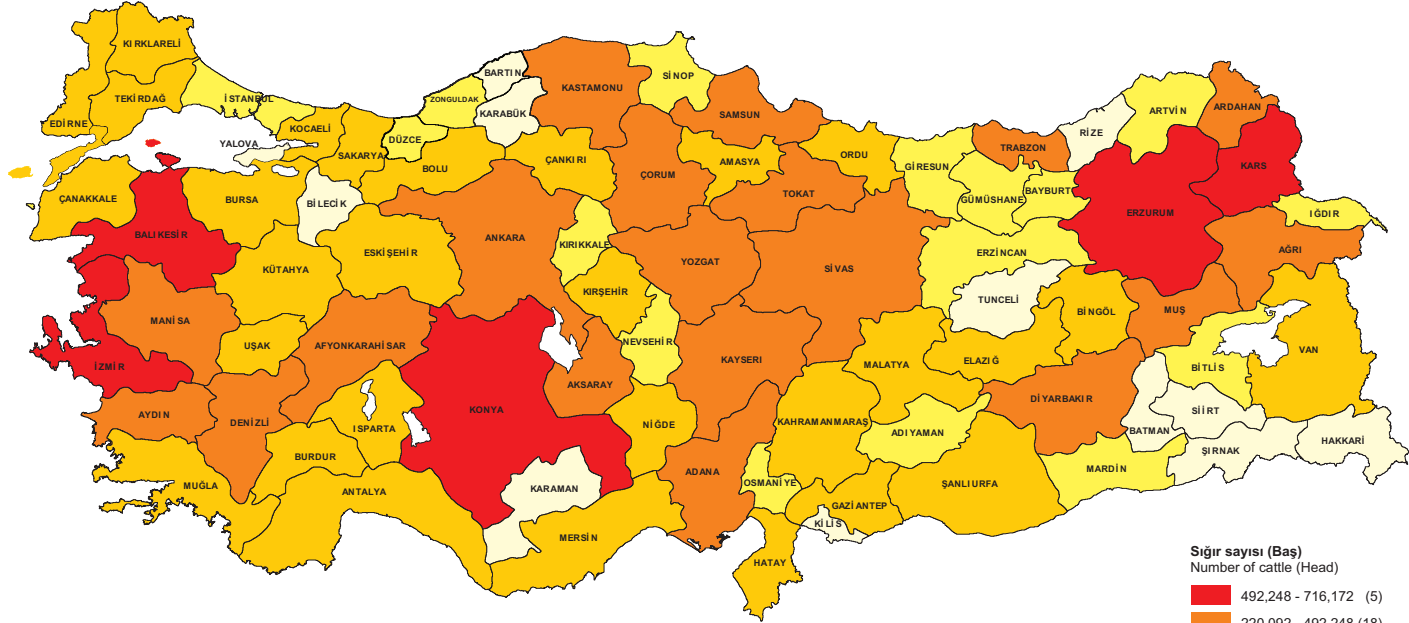 KIRKLARELİ
TEKİRDAĞ
EDİRNE
İSTANBUL
KOCAELİ
YALOVA
SAKARYA
DÜZCE
ZONGULDAK
BARTIN
KARABÜK
KASTAMONU
SİNOP
SAMSUN
BOLU
ÇANKIRI
ÇORUM
AMASYA
ORDU
TOKAT
GİRESUN
TRABZON
GÜMÜŞHANE
BAYBURT
RİZE
ARTVİN
ARDAHAN
KARS
ERZURUM
IĞDIR
AĞRI
ÇANAKKALE
BALIKESİR
BURSA
BİLECİK
KÜTAHYA
ESKİŞEHİR
ANKARA
KIRIKKALE
KIRŞEHİR
YOZGAT
SİVAS
ERZİNCAN
TUNCELİ
BİNGÖL
MUŞ
VAN
BİTLİS
MANİSA
UŞAK
AFYONKARAHİSAR
İZMİR
AYDIN
DENİZLİ
ISPARTA
BURDUR
MUĞLA
ANTALYA
KONYA
AKSARAY
NEVŞEHİR
KAYSERI
NİĞDE
KARAMAN
MERSİN
ADANA
OSMANİYE
HATAY
KAHRAMANMARAŞ
MALATYA
ELAZIĞ
ADIYAMAN
GAZİANTEP
KİLİS
ŞANLIURFA
DİYARBAKIR
MARDİN
BATMAN
SİİRT
ŞIRNAK
HAKKARİ
Sığır sayısı (Baş)
Number of cattle (Head)
492,248 - 716,172 (5)
220,092 - 492,248 (18)